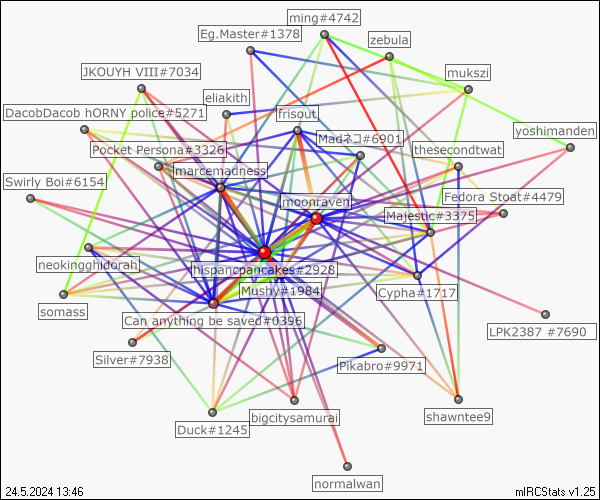 ming#4742
Eg.Master#1378
zebula
JKOUYH VIII#7034
mukszi
eliakith
DacobDacob hORNY police#5271
frisout
yoshimanden
Madネコ#6901
Pocket Persona#3326
thesecondtwat
marcemadness
Swirly Boi#6154
Fedora Stoat#4479
moonraven
Majestic#3375
neokingghidorah
hispancpancakes#2928
Mushy#1984
Cypha#1717
somass
Can anything be saved#0396
LPK2387 #7690
Silver#7938
Pikabro#9971
bigcitysamurai
shawntee9
Duck#1245
normalwan
24.5.2024 13:46
mIRCStats v1.25